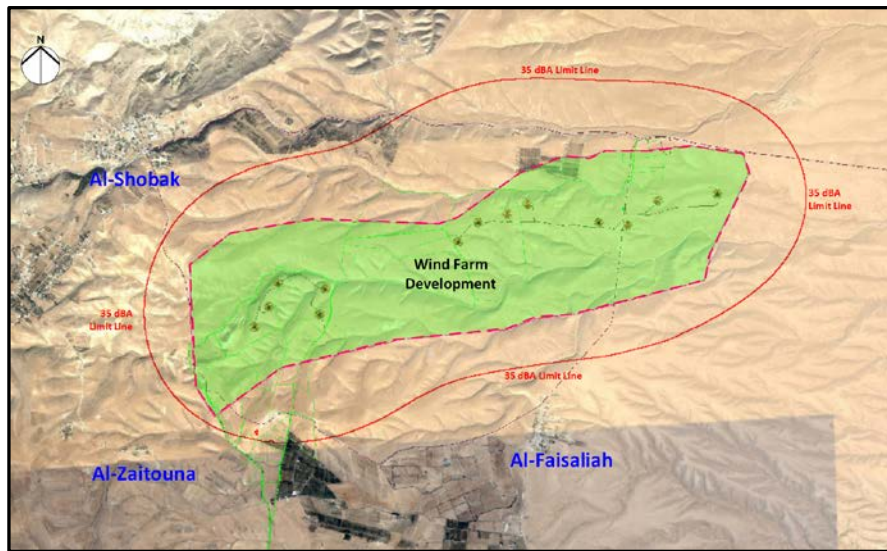 N
35 dBA Limit Line
Al-Shobak
35 dBA
Limit Line
Wind Farm
Development
35 dBA
Limit Line
35 dBA Limit Line
Al-Zaitouna
Al-Faisaliah